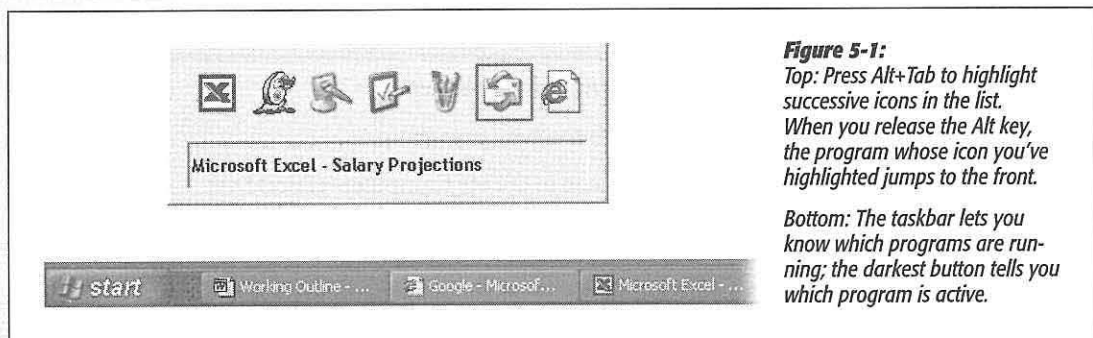 Microsoft Excel - Salary Projections
start
Working Outline - ...
Google - Microsof...
Microsoft Excel - ...
Figure 5-1:
Top: Press Alt+Tab to highlight
successive icons in the list.
When you release the Alt key,
the program whose icon you've
highlighted jumps to the front.
Bottom: The taskbar lets you
know which programs are run-
ning; the darkest button tells you
which program is active.